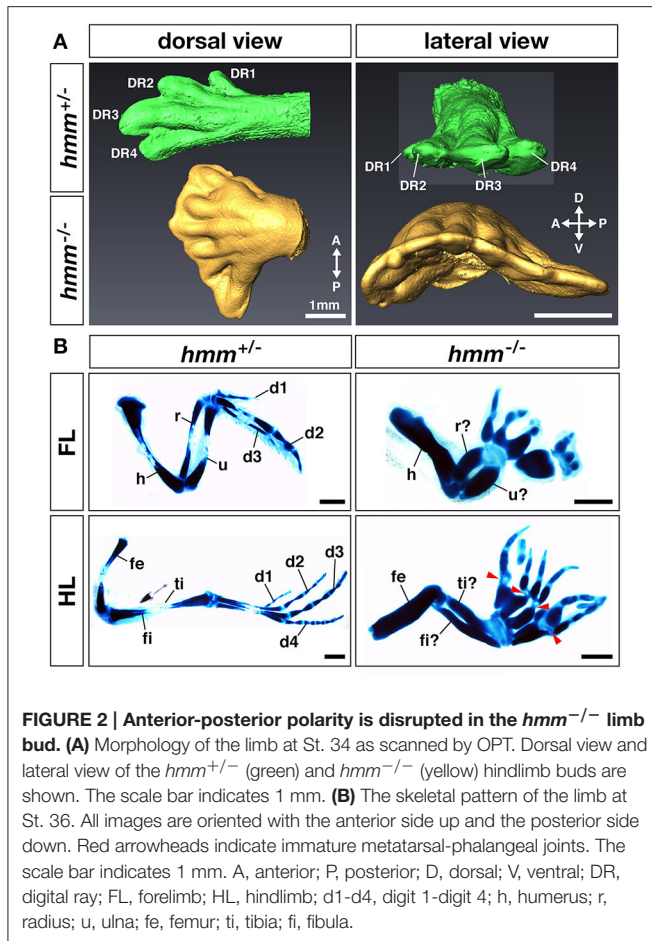 A
dorsal view
lateral view
hmm+/-
DR1
DR2
DR3
DR4
DR1
DR2
DR3
DR4
hmm-/-
A
P
1mm
D
A P
V
B
hmm+/-
hmm-/-
FL
d1
r
d2
d3
h
u
r?
h
u?
HL
fe
ti
d1
d2
d3
fi
d4
fe
ti?
fi?
FIGURE 2 | Anterior-posterior polarity is disrupted in the hmm−/− limb
bud. (A) Morphology of the limb at St. 34 as scanned by OPT. Dorsal view and
lateral view of the hmm+/− (green) and hmm−/− (yellow) hindlimb buds are
shown. The scale bar indicates 1 mm. (B) The skeletal pattern of the limb at
St. 36. All images are oriented with the anterior side up and the posterior side
down. Red arrowheads indicate immature metatarsal-phalangeal joints. The
scale bar indicates 1 mm. A, anterior; P, posterior; D, dorsal; V, ventral; DR,
digital ray; FL, forelimb; HL, hindlimb; d1-d4, digit 1-digit 4; h, humerus; r,
radius; u, ulna; fe, femur; ti, tibia; fi, fibula.